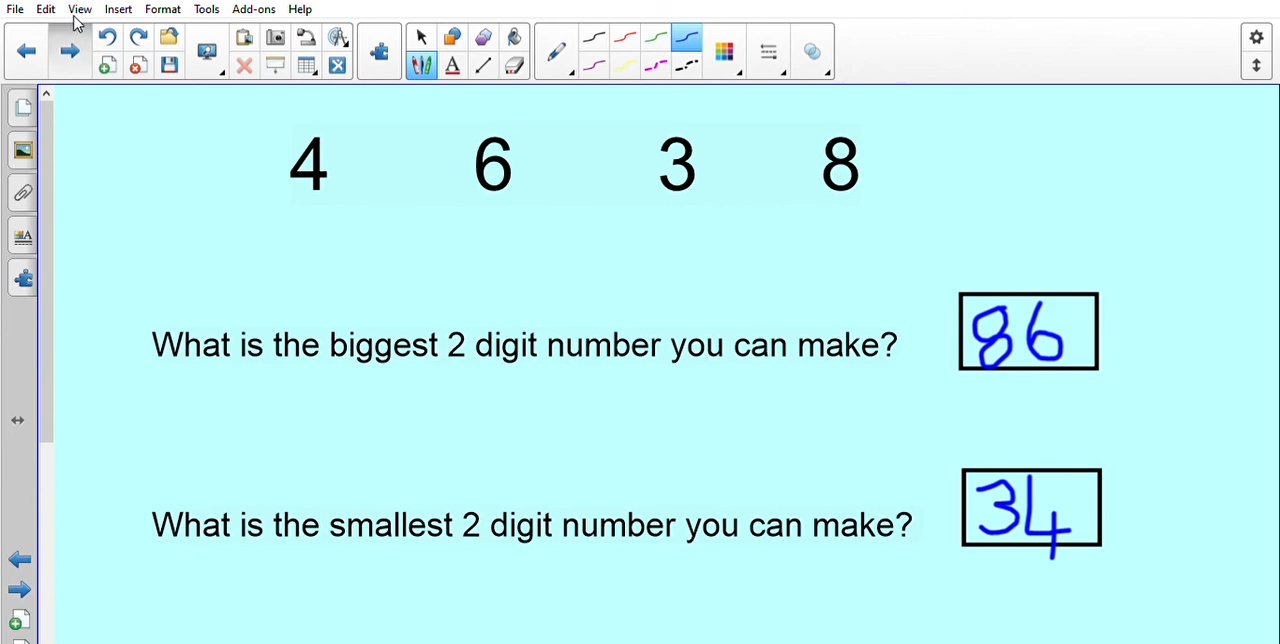 File Edit View Insert Format Tools Add-ons Help
4 6 3 8
What is the biggest 2 digit number you can make? 86
What is the smallest 2 digit number you can make? 34